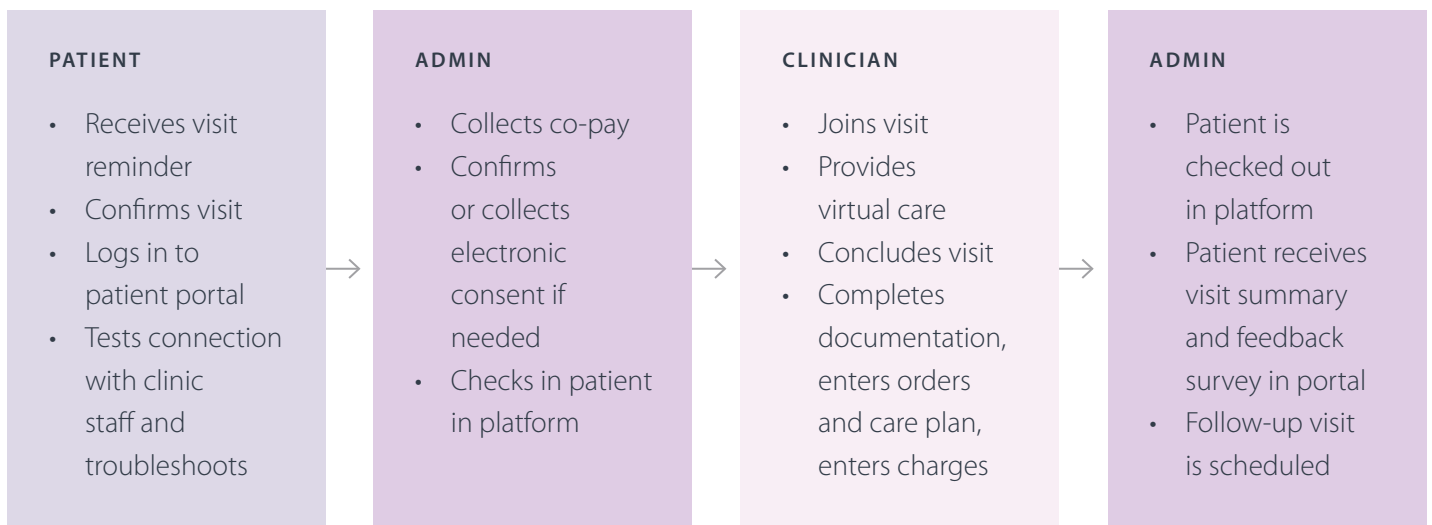 PATIENT
• Receives visit
reminder
• Confirms visit
• Logs in to
patient portal
• Tests connection
with clinic
staff and
troubleshoots
ADMIN
• Collects co-pay
• Confirms
or collects
electronic
consent if
needed
• Checks in patient
in platform
CLINICIAN
• Joins visit
• Provides
virtual care
• Concludes visit
• Completes
documentation,
enters orders
and care plan,
enters charges
ADMIN
• Patient is
checked out
in platform
• Patient receives
visit summary
and feedback
survey in portal
• Follow-up visit
is scheduled